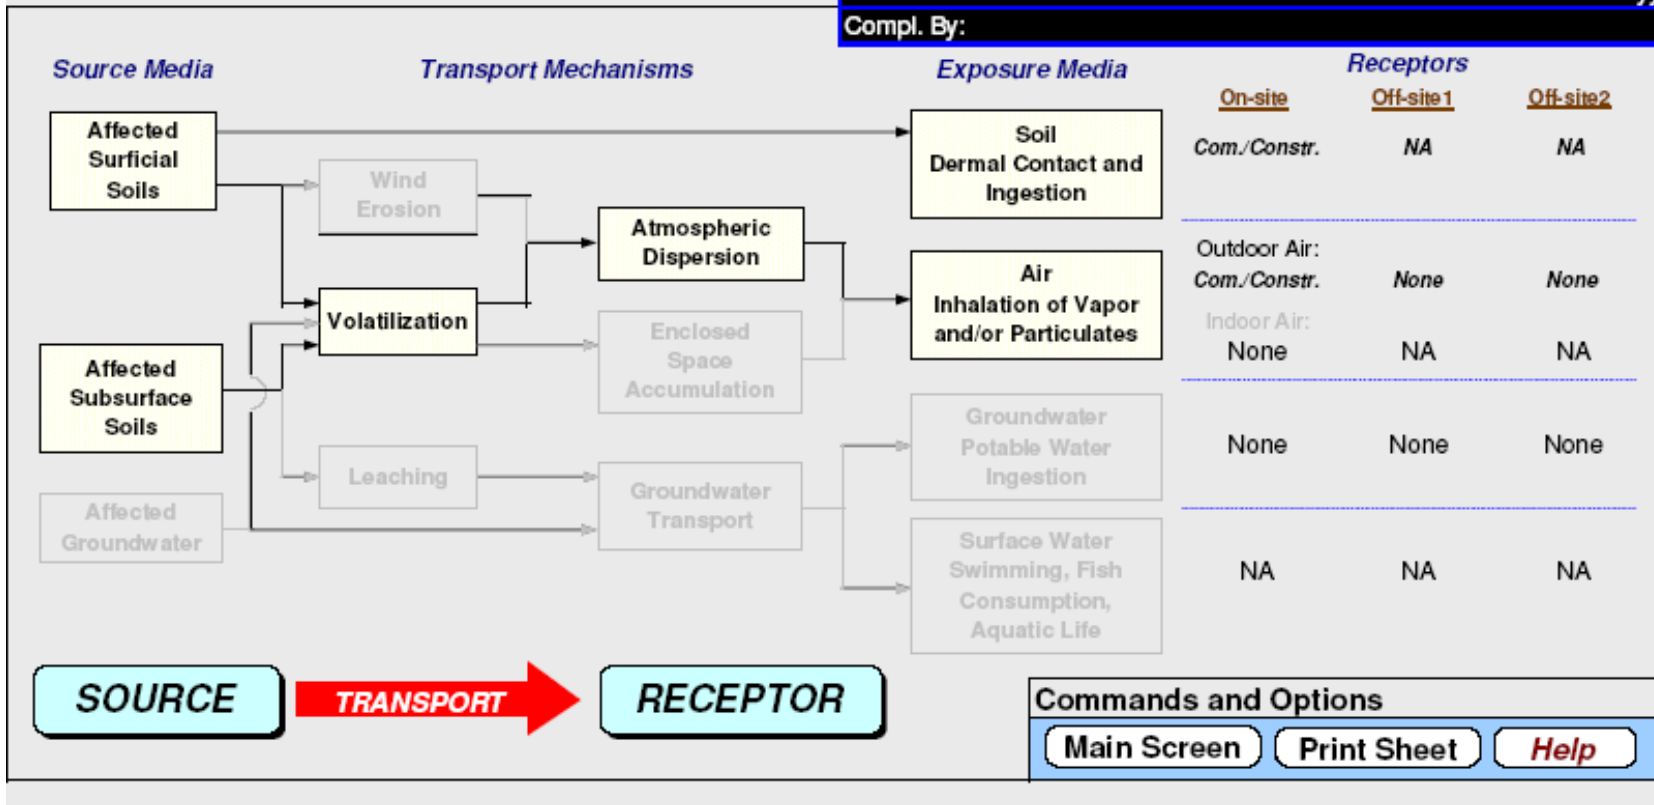 Compl. By:
Source Media
Transport Mechanisms
Exposure Media
Receptors
On-site
Off-site1
Off-site2
Affected
Surficial
Soils
Wind
Erosion
Atmospheric
Dispersion
Volatilization
Enclosed
Space
Accumulation
Affected
Subsurface
Soils
Leaching
Groundwater
Transport
Affected
Groundwater
Soil
Dermal Contact and
Ingestion
Com./Constr.
NA
NA
Air
Inhalation of Vapor
and/or Particulates
Outdoor Air:
Com./Constr.
None
None
Indoor Air:
None
NA
NA
Groundwater
Potable Water
Ingestion
None
None
None
Surface Water
Swimming, Fish
Consumption,
Aquatic Life
NA
NA
NA
SOURCE
TRANSPORT
RECEPTOR
Commands and Options
Main Screen
Print Sheet
Help